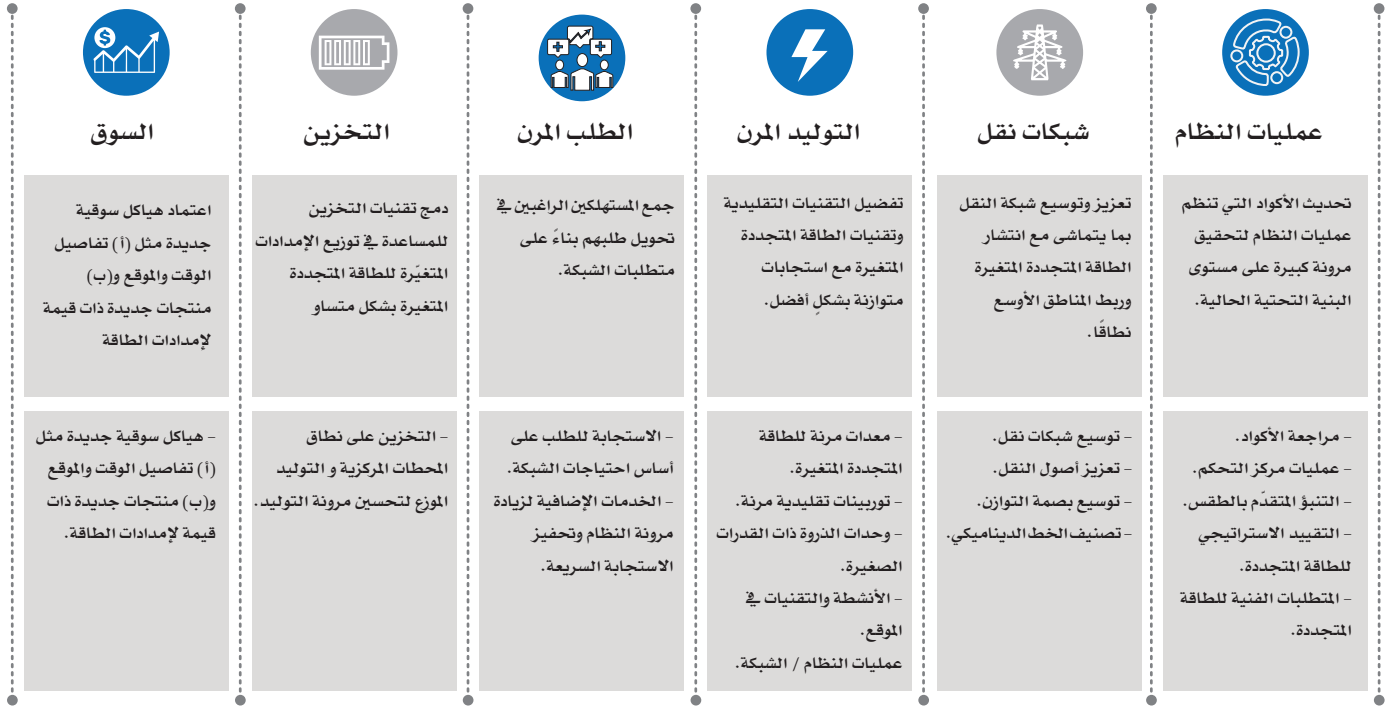 عمليات النظام
تحديث الأكواد التي تنظم
عمليات النظام لتحقيق
مرونة كبيرة على مستوى
البنية التحتية الحالية.
– مراجعة الأكواد.
– عمليات مركز التحكم.
– التنبؤ المتقدّم بالطقس.
– التقييد الاستراتيجي
للطاقة المتجددة.
– المتطلبات الفنية للطاقة
المتجددة.
شبكات نقل
تعزيز وتوسيع شبكة النقل
بما يتماشى مع انتشار
الطاقة المتجددة المتغيرة
وربط المناطق الأوسع
نطاقًا.
– توسيع شبكات نقل.
– تعزيز أصول النقل.
– توسيع بصمة التوازن.
– تصنيف الخط الديناميكي.
التوليد المرن
تفضيل التقنيات التقليدية
وتقنيات الطاقة المتجددة
المتغيرة مع استجابات
متوازنة بشكلٍ أفضل.
– معدات مرنة للطاقة
المتجددة المتغيرة.
– توربينات تقليدية مرنة.
– وحدات الذروة ذات القدرات
الصغيرة.
– الأنشطة والتقنيات في
الموقع.
عمليات النظام / الشبكة.
الطلب المرن
جمع المستهلكين الراغبين في
تحويل طلبهم بناءً على
متطلبات الشبكة.
– الاستجابة للطلب على
أساس احتياجات الشبكة.
– الخدمات الإضافية لزيادة
مرونة النظام وتحفيز
الاستجابة السريعة.
التخزين
دمج تقنيات التخزين
للمساعدة في توزيع الإمدادات
المتغيّرة للطاقة المتجددة
المتغيرة بشكل متساو
– التخزين على نطاق
المحطات المركزية و التوليد
الموزع لتحسين مرونة التوليد.
السوق
اعتماد هياكل سوقية
جديدة مثل (أ) تفاصيل
الوقت والموقع و(ب)
منتجات جديدة ذات قيمة
لإمدادات الطاقة
– هياكل سوقية جديدة مثل
(أ) تفاصيل الوقت والموقع
و(ب) منتجات جديدة ذات
قيمة لإمدادات الطاقة.